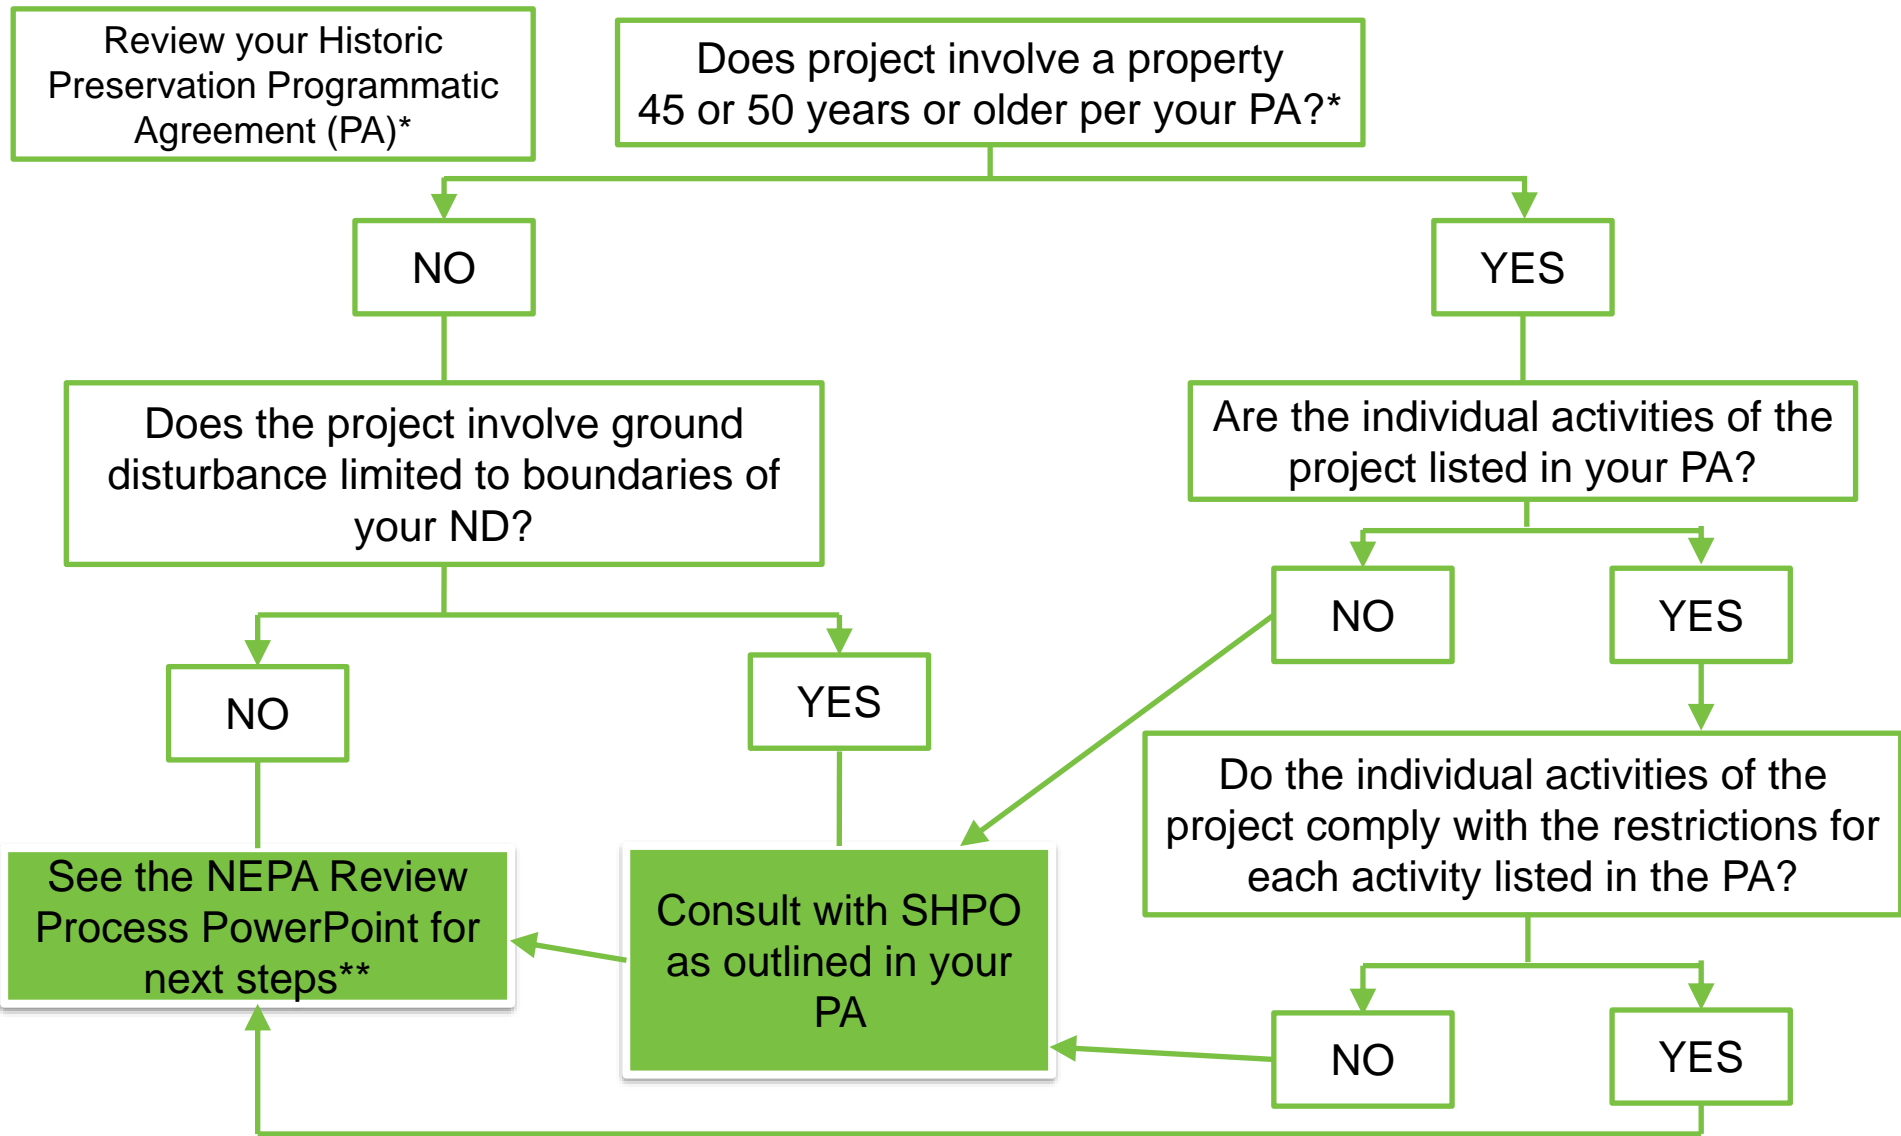 Review your Historic
Preservation Programmatic
Agreement (PA)*
Does project involve a property
45 or 50 years or older per your PA?*
NO
YES
Does the project involve ground
disturbance limited to boundaries of
your ND?
Are the individual activities of the
project listed in your PA?
NO
YES
NO
YES
Do the individual activities of the
project comply with the restrictions for
each activity listed in the PA?
See the NEPA Review
Process PowerPoint for
next steps**
Consult with SHPO
as outlined in your
PA
NO
YES